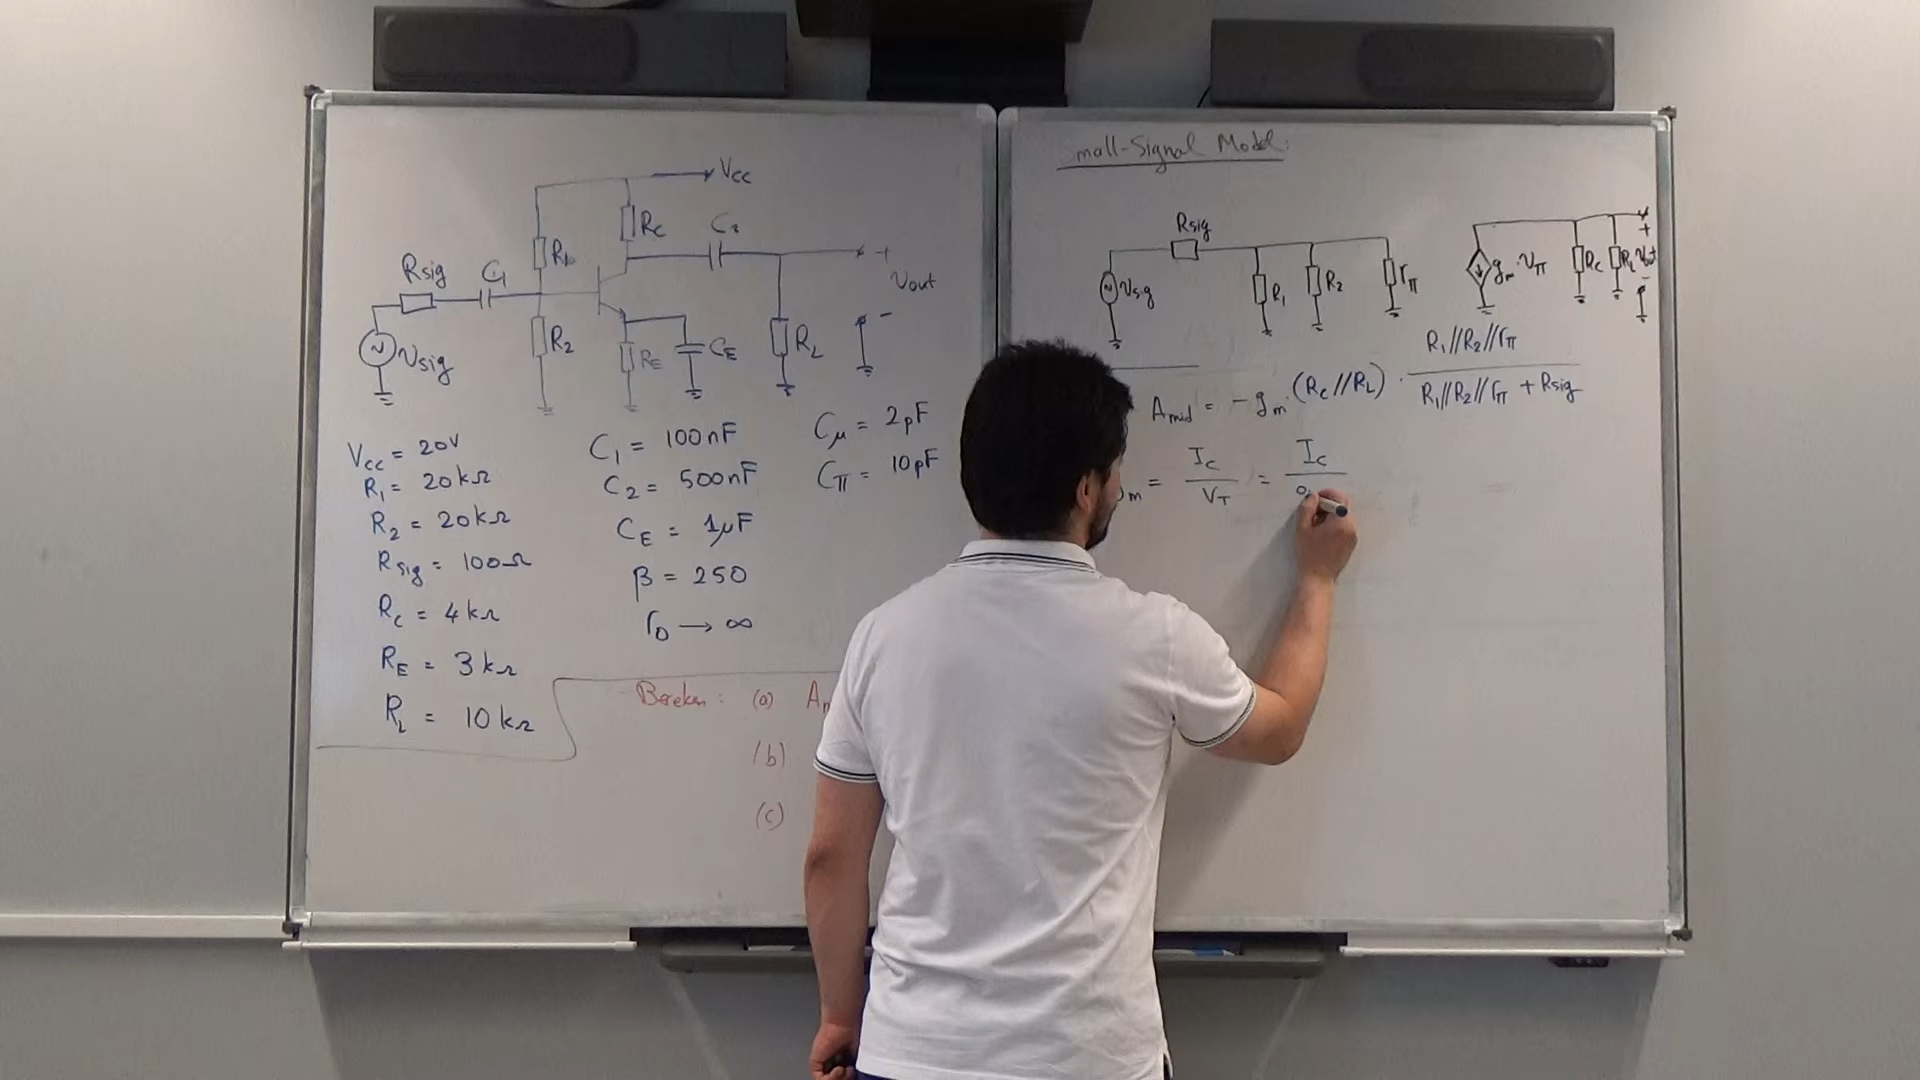 Vcc
Rc
C2
R1
Rsig
C1
+
Vout
-
R2
RE
CE
RL
Vsig
Vcc = 20V
R1 = 20kΩ
R2 = 20kΩ
Rsig = 100Ω
Rc = 4kΩ
RE = 3kΩ
RL = 10kΩ
C1 = 100nF
C2 = 500nF
CE = 1μF
β = 250
ro → ∞
Cμ = 2pF
Cπ = 10pF
Bereken: (a)
(b)
(c)
Small-Signal Model:
Rsig
Vsig
R1
R2
rπ
gm·Vπ
Rc
RL
Vout
+
-
Amid = -gm·(Rc//RL) · R1//R2//rπ / R1//R2//rπ + Rsig
m = Ic / VT = Ic /